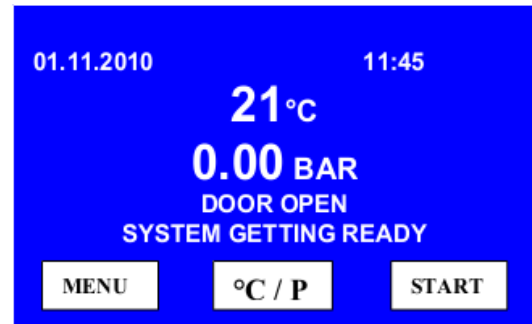 01.11.2010 11:45
21°C
0.00 BAR
DOOR OPEN
SYSTEM GETTING READY
MENU °C / P START